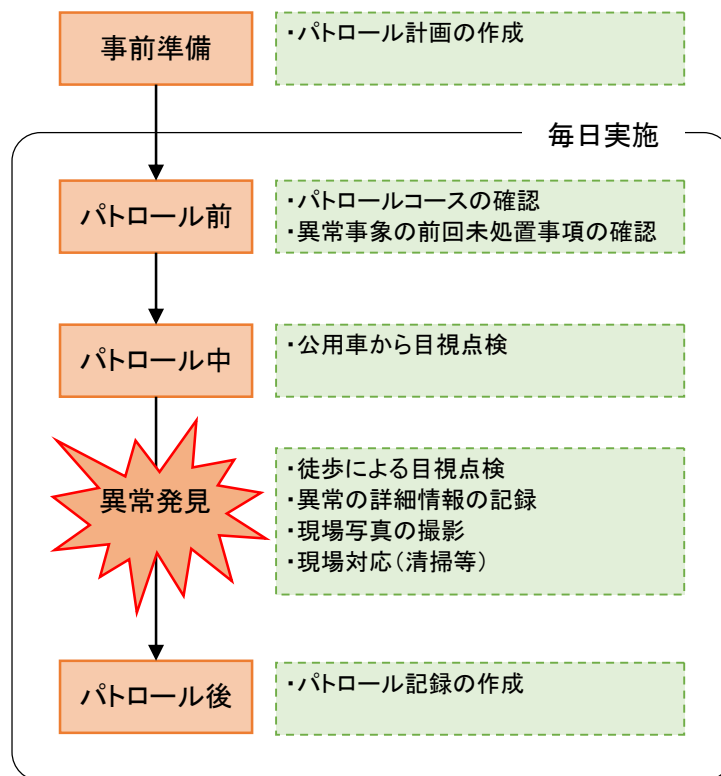 事前準備
・パトロール計画の作成
毎日実施
パトロール前
・パトロールコースの確認
・異常事象の前回未処置事項の確認
パトロール中
・公用車から目視点検
異常発見
・徒歩による目視点検
・異常の詳細情報の記録
・現場写真の撮影
・現場対応(清掃等)
パトロール後
・パトロール記録の作成